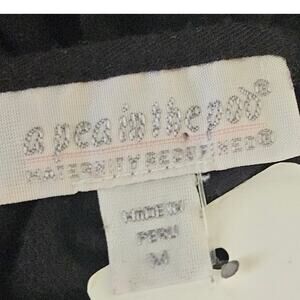 a pea in the pod®
MATERNITY REDEFINED®
MADE IN
PERU
M